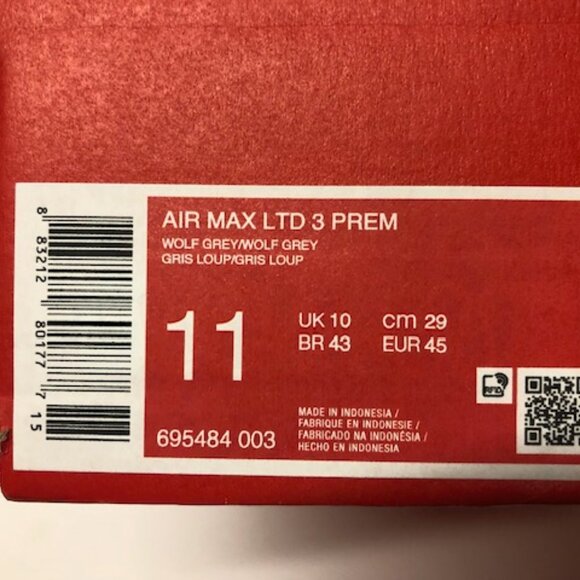 AIR MAX LTD 3 PREM
WOLF GREY/WOLF GREY
GRIS LOUP/GRIS LOUP
11
UK 10 cm 29
BR 43 EUR 45
695484 003
MADE IN INDONESIA /
FABRIQUE EN INDONESIE /
FABRICADO NA INDONÉSIA /
HECHO EN INDONESIA
8 83212 80177 7 15